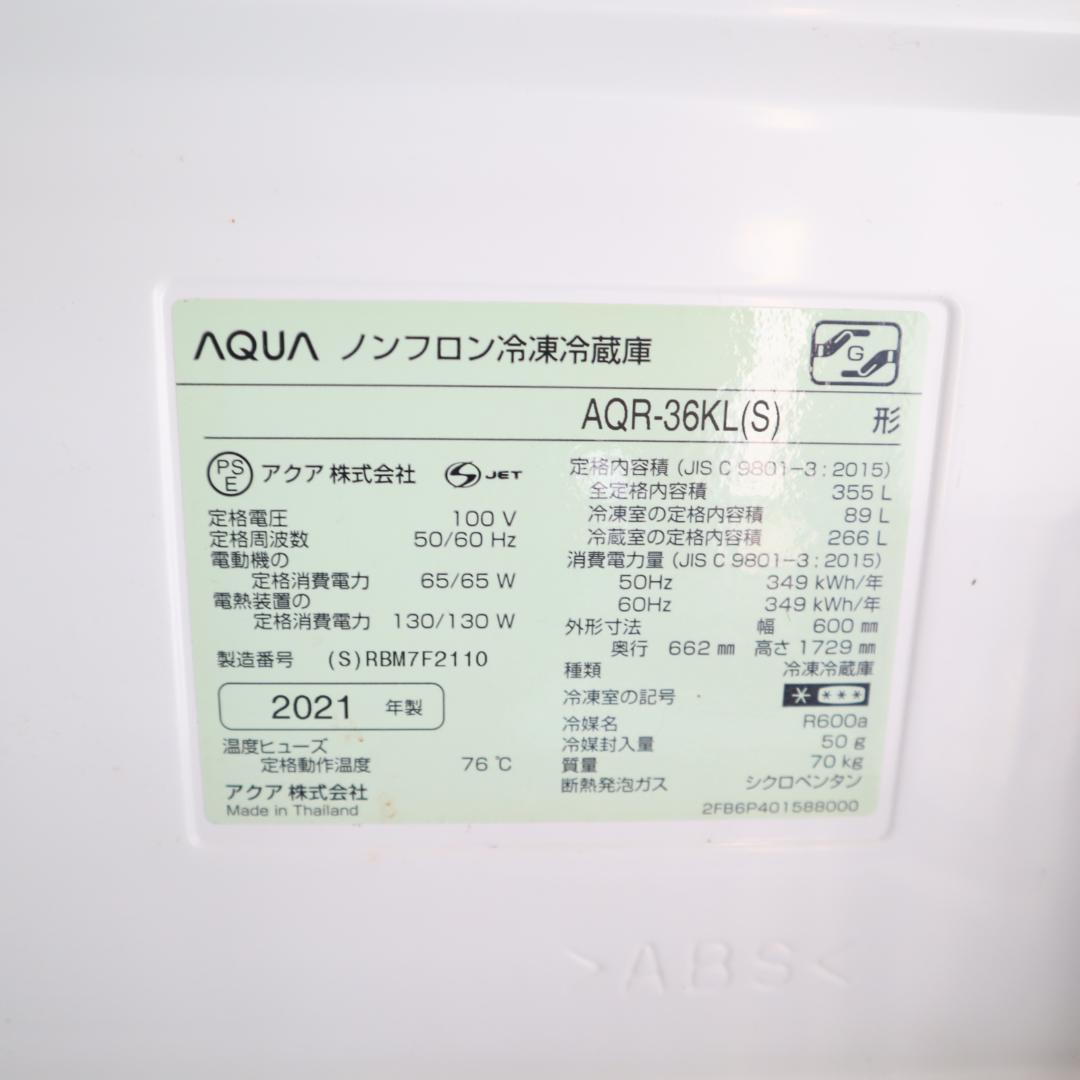 AQUA ノンフロン冷凍冷蔵庫
G
AQR-36KL(S) 形
PSE アクア 株式会社 S JET
定格電圧 100 V
定格周波数 50/60 Hz
電動機の
定格消費電力 65/65 W
電熱装置の
定格消費電力 130/130 W
製造番号 (S)RBM7F2110
2021 年製
温度ヒューズ
定格動作温度 76 ℃
アクア 株式会社
Made in Thailand
定格内容積 (JIS C 9801-3 : 2015)
全定格内容積 355 L
冷凍室の定格内容積 89 L
冷蔵室の定格内容積 266 L
消費電力量 (JIS C 9801-3 : 2015)
50Hz 349 kWh/年
60Hz 349 kWh/年
外形寸法 幅 600 ㎜
奥行 662 ㎜ 高さ 1729 ㎜
種類 冷凍冷蔵庫
冷凍室の記号 * ***
冷媒名 R600a
冷媒封入量 50 g
質量 70 kg
断熱発泡ガス シクロペンタン
2FB6P401588000
>ABS<